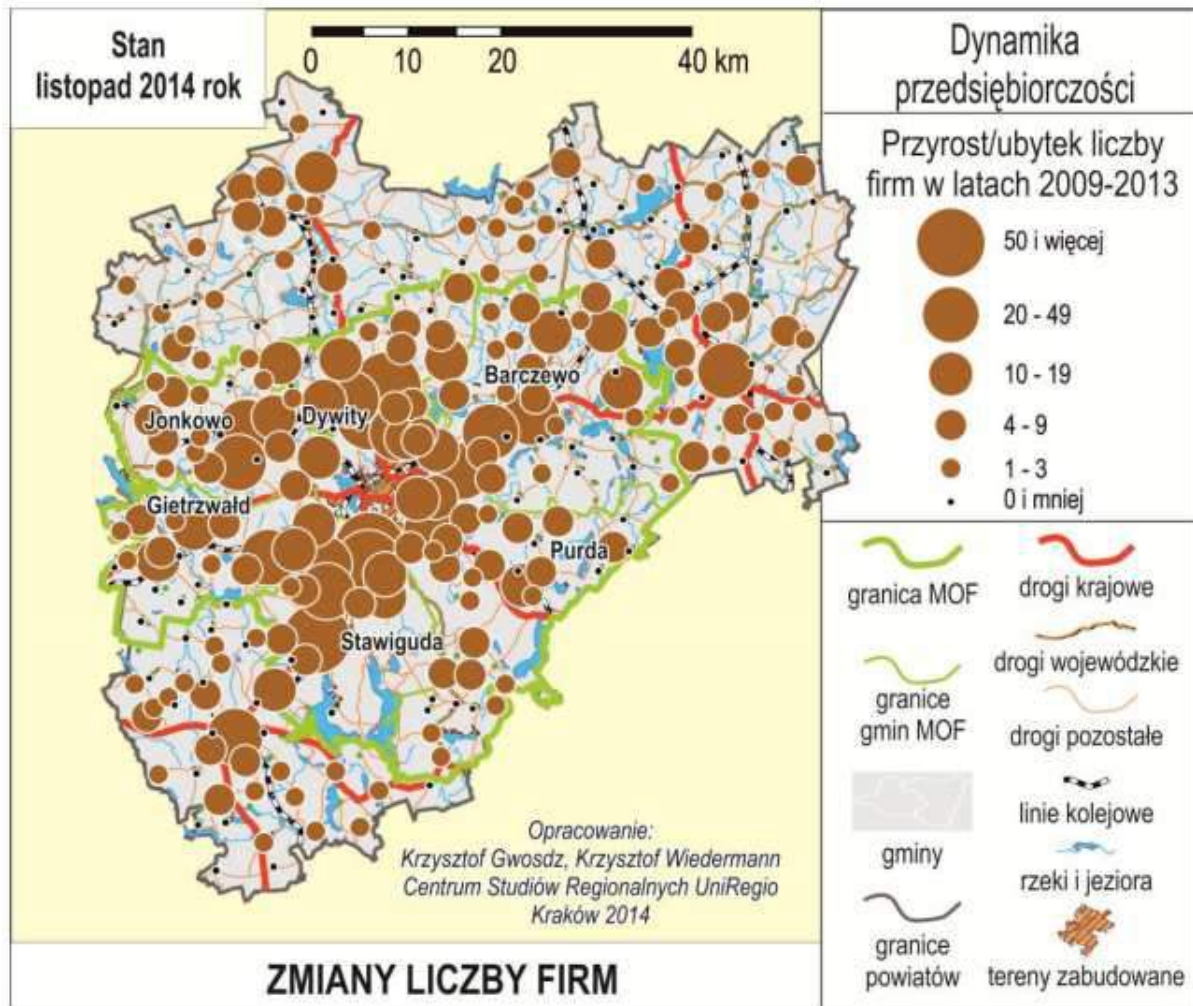 Stan
listopad 2014 rok
0 10 20 40 km
Barczewo
Jonkowo
Dywity
Gietrzwałd
Purda
Stawiguda
Opracowanie:
Krzysztof Gwosdz, Krzysztof Wiedermann
Centrum Studiów Regionalnych UniRegio
Kraków 2014
ZMIANY LICZBY FIRM
Dynamika
przedsiębiorczości
Przyrost/ubytek liczby
firm w latach 2009-2013
50 i więcej
20 - 49
10 - 19
4 - 9
1 - 3
0 i mniej
granica MOF
drogi krajowe
drogi wojewódzkie
granice
gmin MOF
drogi pozostałe
linie kolejowe
gminy
rzeki i jeziora
granice
powiatów
tereny zabudowane